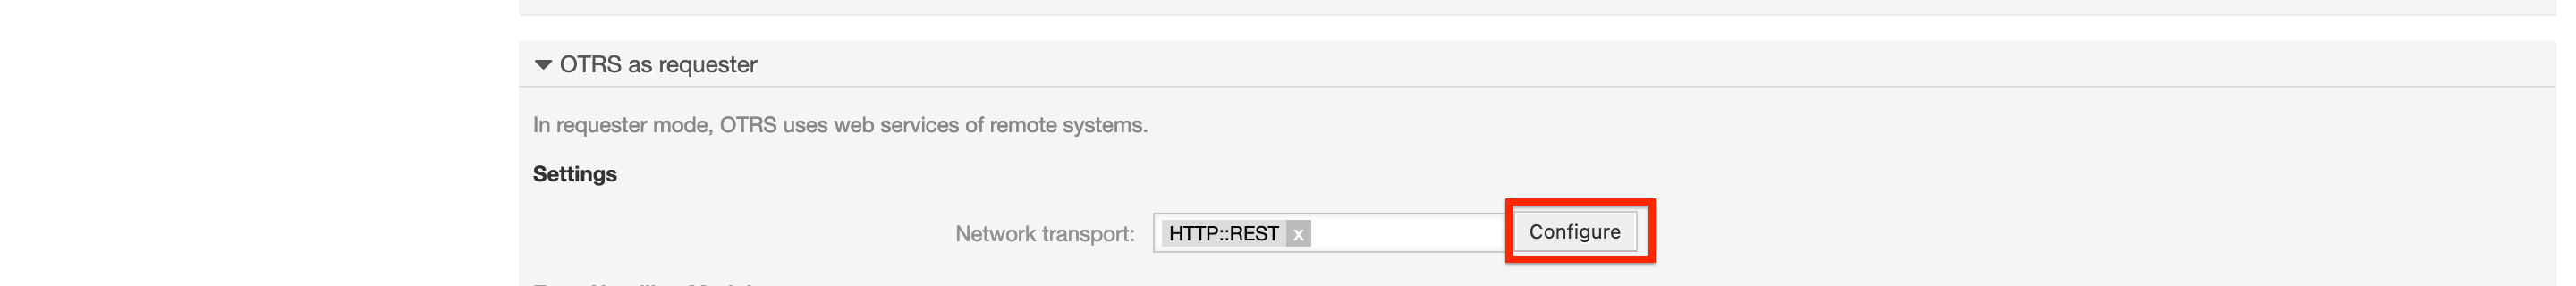 OTRS as requester
In requester mode, OTRS uses web services of remote systems.
Settings
Network transport: HTTP::REST x Configure